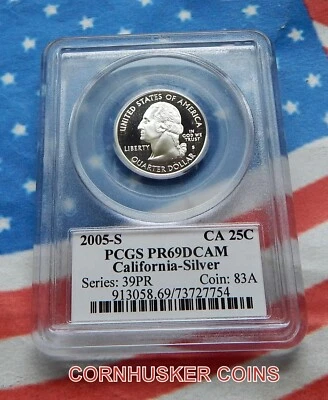 UNITED STATES OF AMERICA
LIBERTY
IN
GOD WE
TRUST
S
QUARTER DOLLAR
2005-S CA 25C
PCGS PR69DCAM
California-Silver
Series: 39PR Coin: 83A
913058.69/73727754
CORNHUSKER COINS